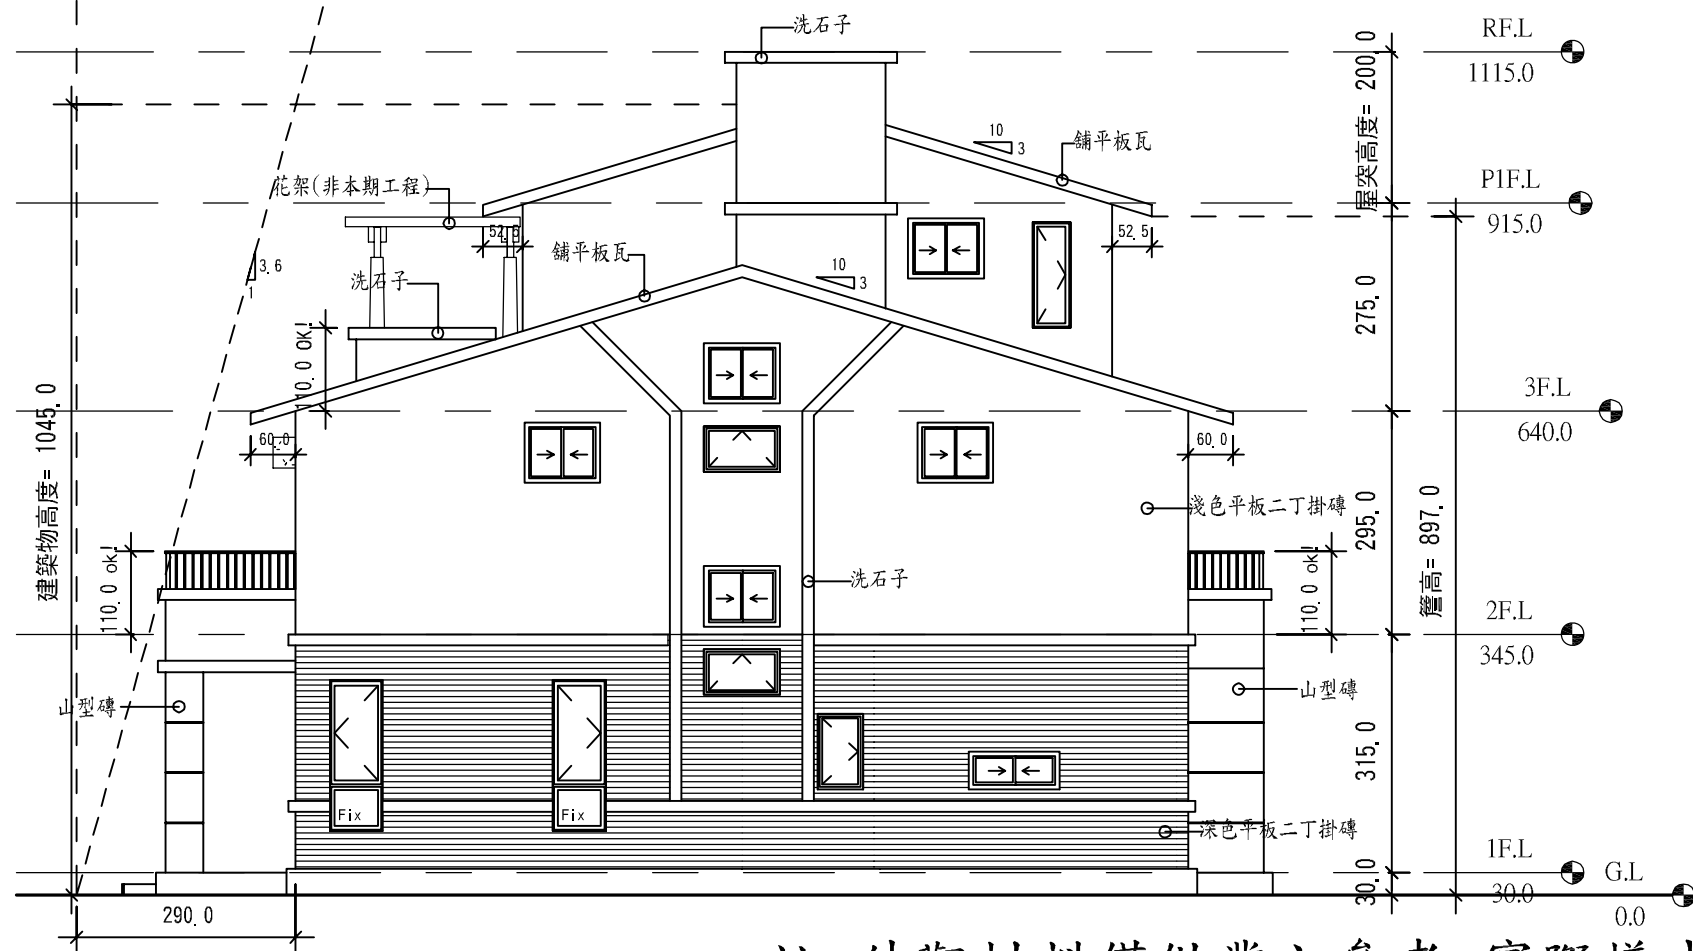 洗石子
RF.L
1115.0
屋突高度= 200.0
10
3
舖平板瓦
花架(非本期工程)
P1F.L
915.0
52.5
52.5
舖平板瓦
3.6
1
10
3
洗石子
275.0
10.0 OK!
建築物高度= 1045.0
3F.L
640.0
60.0
60.0
淺色平板二丁掛磚
295.0
簷高= 897.0
110.0 ok!
洗石子
110.0 ok!
2F.L
345.0
山型磚
山型磚
315.0
Fix
Fix
深色平板二丁掛磚
1F.L
30.0
30.0
G.L
0.0
290.0